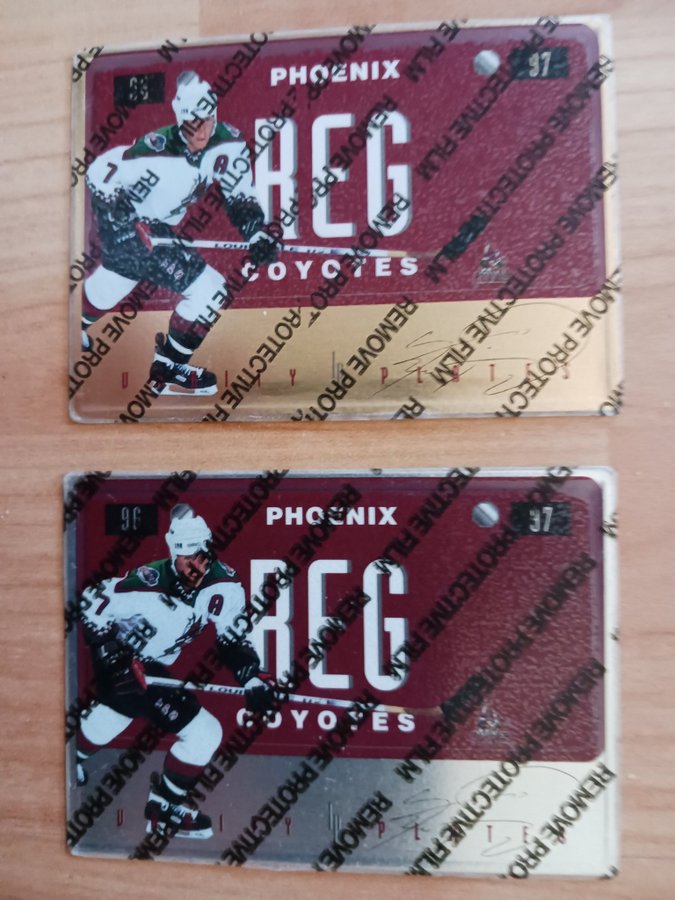 96 PHOENIX 97
REG
COYOTES
VANITY PLATES
REMOVE PROTECTIVE FILM
96 PHOENIX 97
REG
COYOTES
VANITY PLATES
REMOVE PROTECTIVE FILM